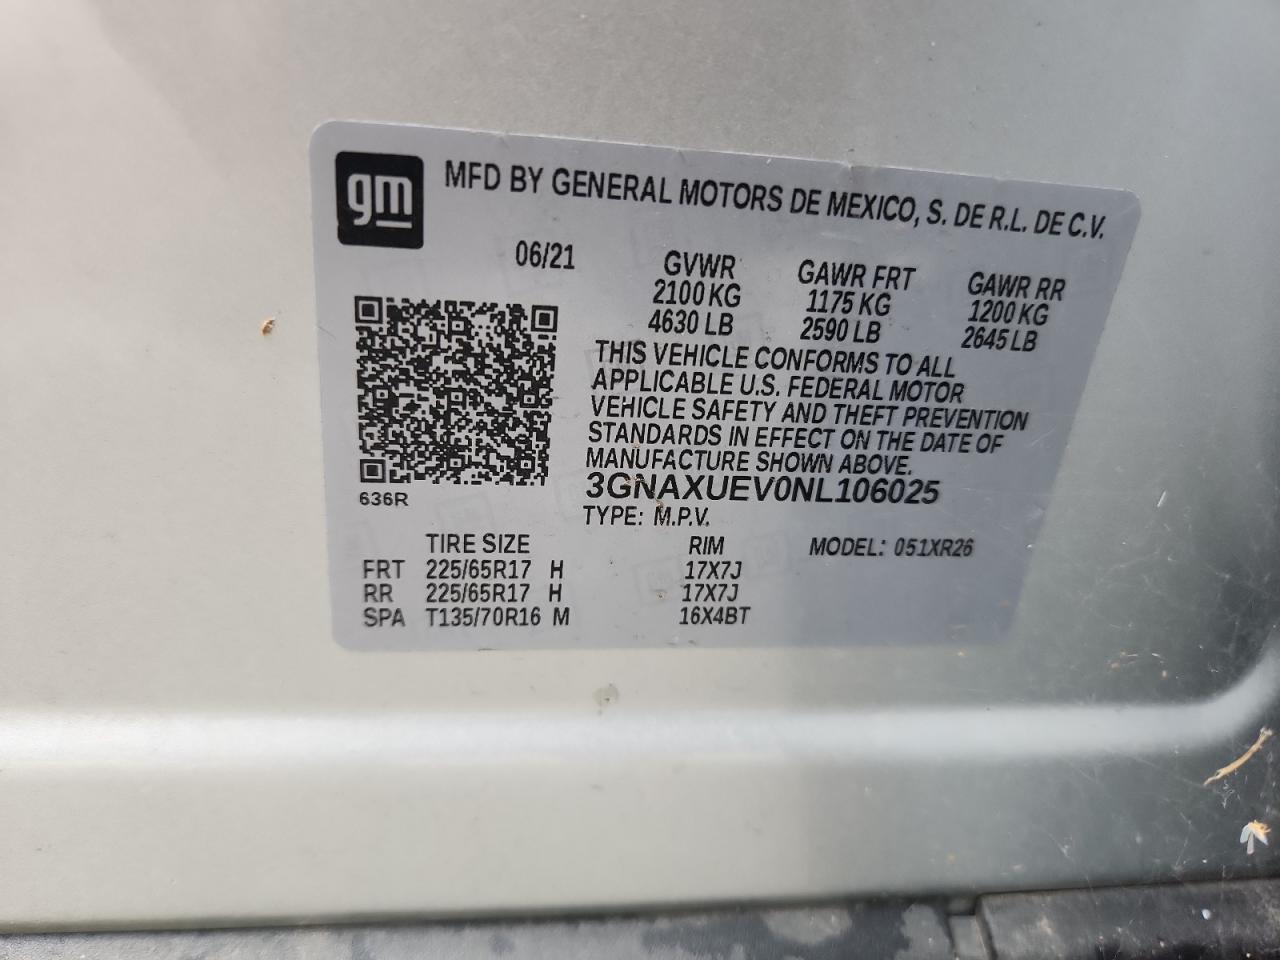 gm
MFD BY GENERAL MOTORS DE MEXICO, S. DE R.L. DE C.V.
06/21 GVWR GAWR FRT GAWR RR
2100 KG 1175 KG 1200 KG
4630 LB 2590 LB 2645 LB
THIS VEHICLE CONFORMS TO ALL
APPLICABLE U.S. FEDERAL MOTOR
VEHICLE SAFETY AND THEFT PREVENTION
STANDARDS IN EFFECT ON THE DATE OF
MANUFACTURE SHOWN ABOVE.
636R
3GNAXUEV0NL106025
TYPE: M.P.V.
TIRE SIZE RIM MODEL: 051XR26
FRT 225/65R17 H 17X7J
RR 225/65R17 H 17X7J
SPA T135/70R16 M 16X4BT